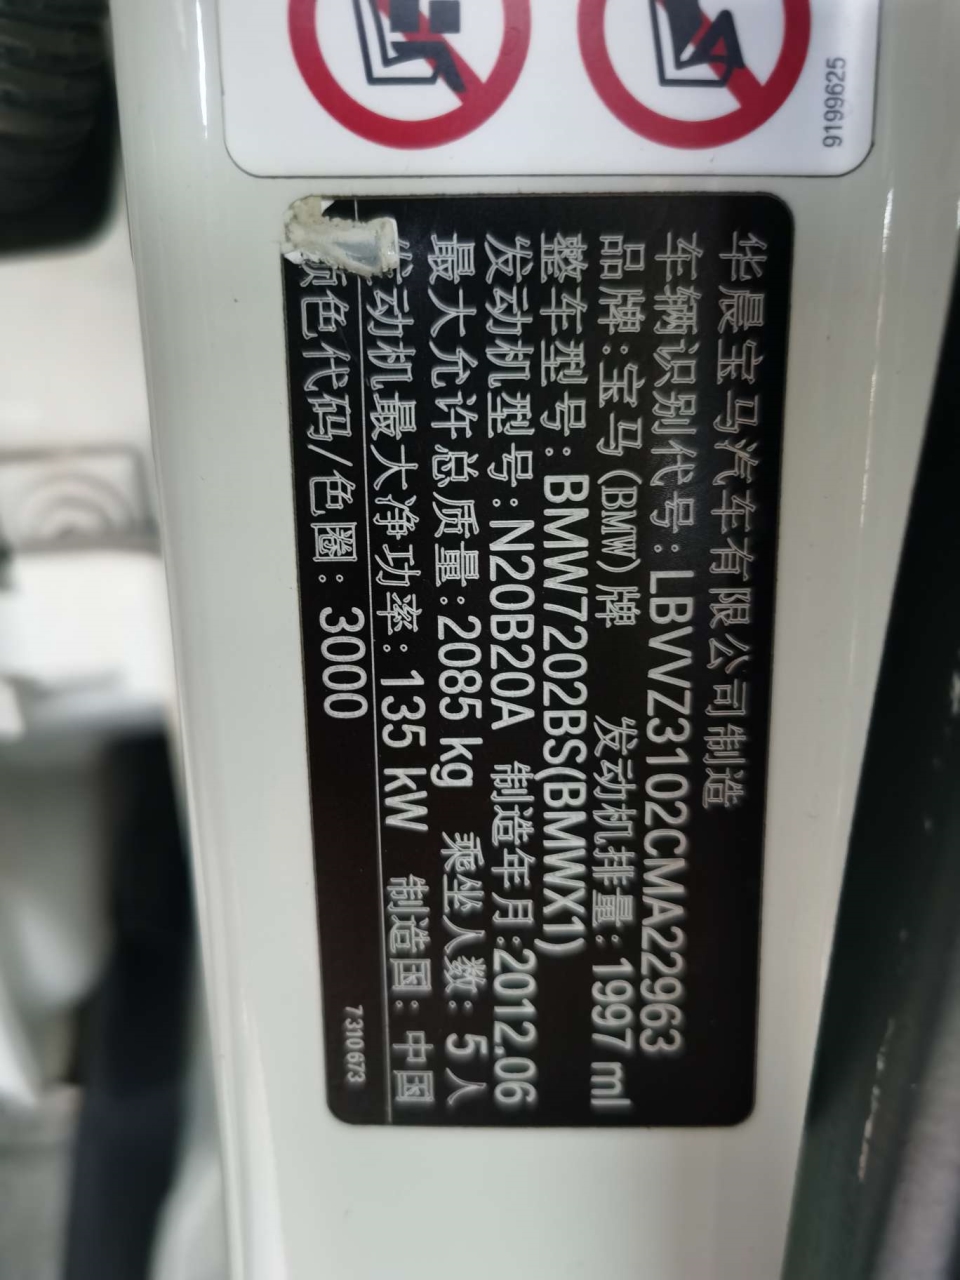 9199625
华晨宝马汽车有限公司制造
车辆识别代号:LBVVZ3102CMA22963
品牌:宝马(BMW)牌 发动机排量:1997 ml
整车型号:BMW7202BS(BMWX1)
发动机型号:N20B20A 制造年月:2012.06
最大允许总质量:2085 kg 乘坐人数:5人
发动机最大净功率:135 kW 制造国:中国
颜色代码/色圈:3000 7310673